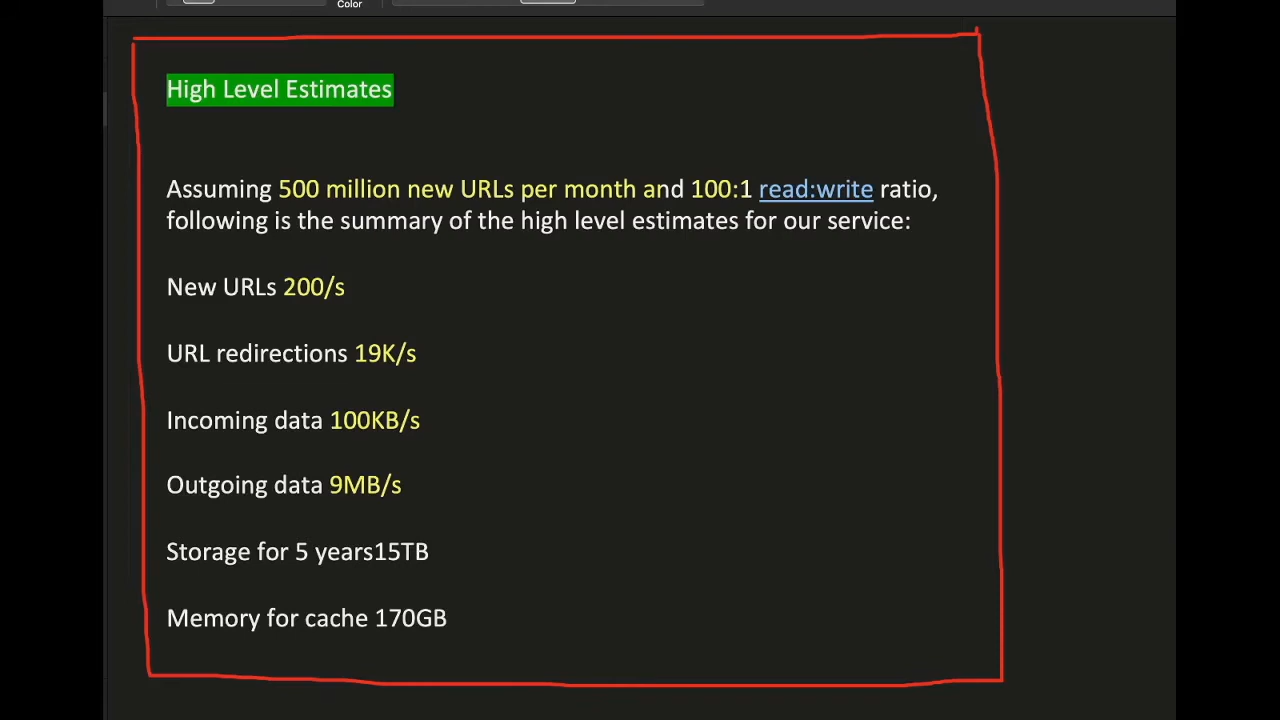 Color
High Level Estimates
Assuming 500 million new URLs per month and 100:1 read:write ratio,
following is the summary of the high level estimates for our service:
New URLs 200/s
URL redirections 19K/s
Incoming data 100KB/s
Outgoing data 9MB/s
Storage for 5 years15TB
Memory for cache 170GB